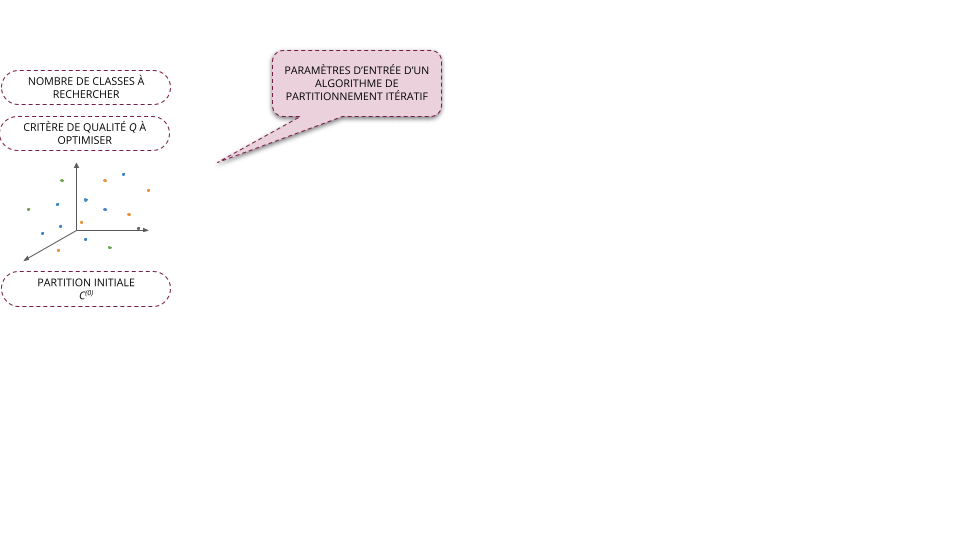 PARAMÈTRES D’ENTRÉE D’UN
ALGORITHME DE
PARTITIONNEMENT ITÉRATIF
NOMBRE DE CLASSES À
RECHERCHER
CRITÈRE DE QUALITÉ Q À
OPTIMISER
PARTITION INITIALE
C⁽⁰⁾